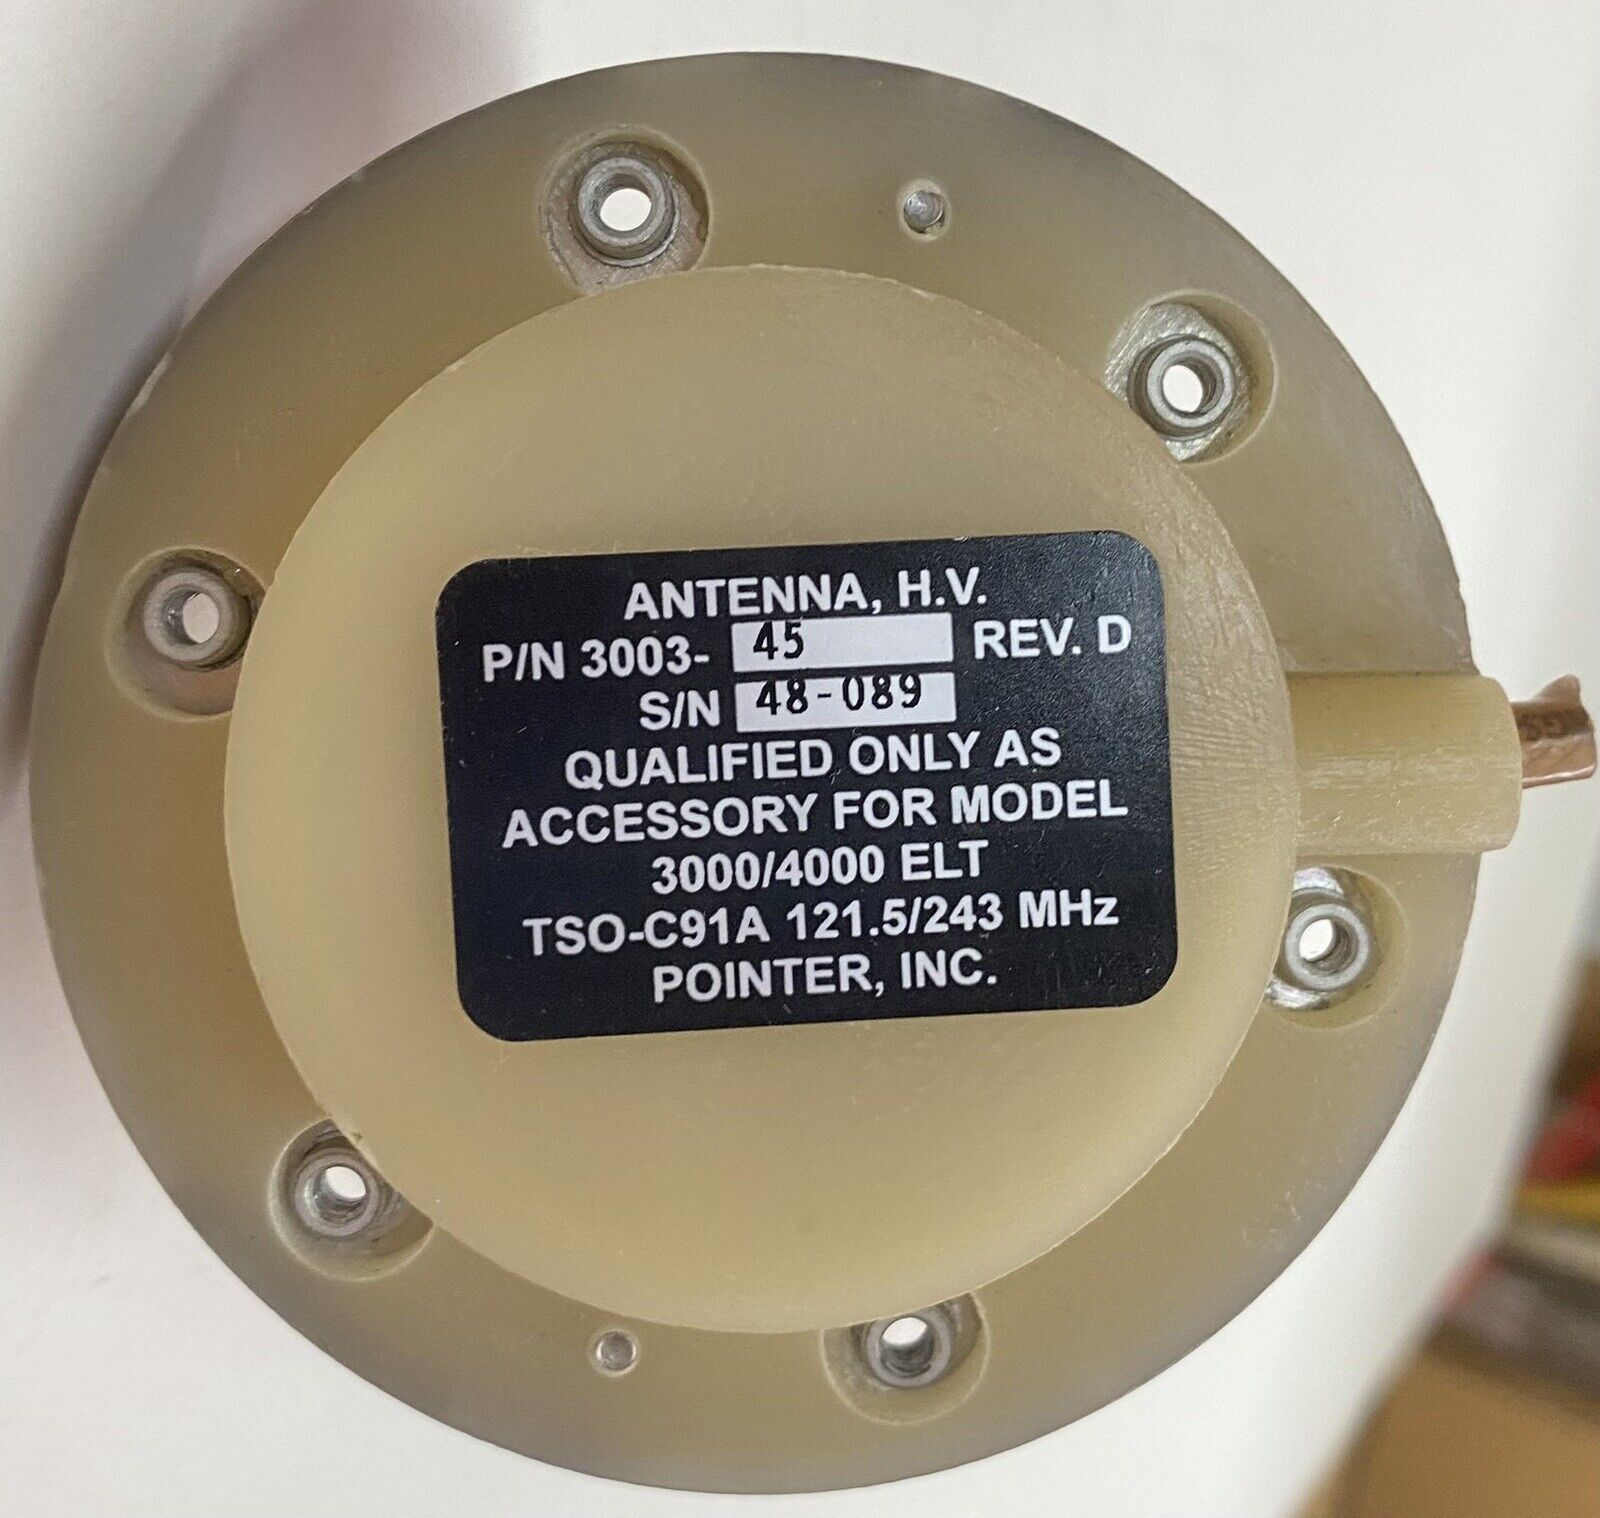 ANTENNA, H.V.
P/N 3003- 45 REV. D
S/N 48-089
QUALIFIED ONLY AS
ACCESSORY FOR MODEL
3000/4000 ELT
TSO-C91A 121.5/243 MHz
POINTER, INC.